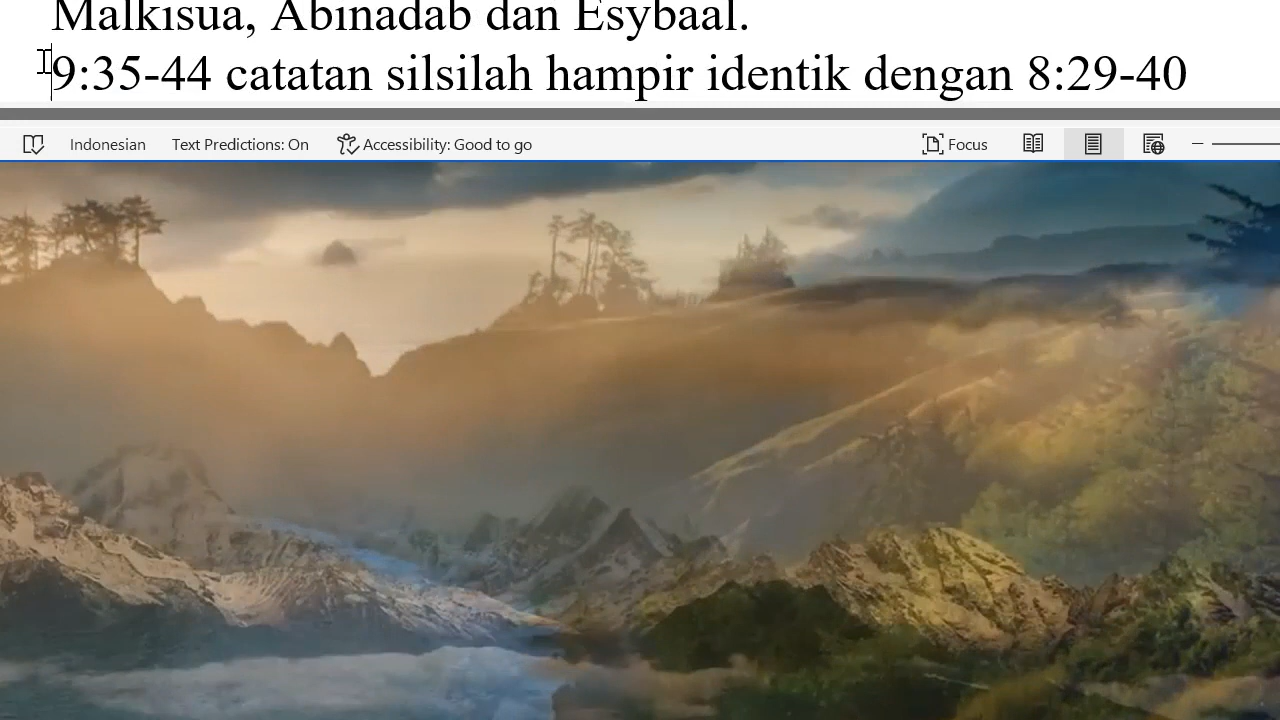 Malkisua, Abinadab dan Esybaal.
9:35-44 catatan silsilah hampir identik dengan 8:29-40
Indonesian Text Predictions: On Accessibility: Good to go Focus